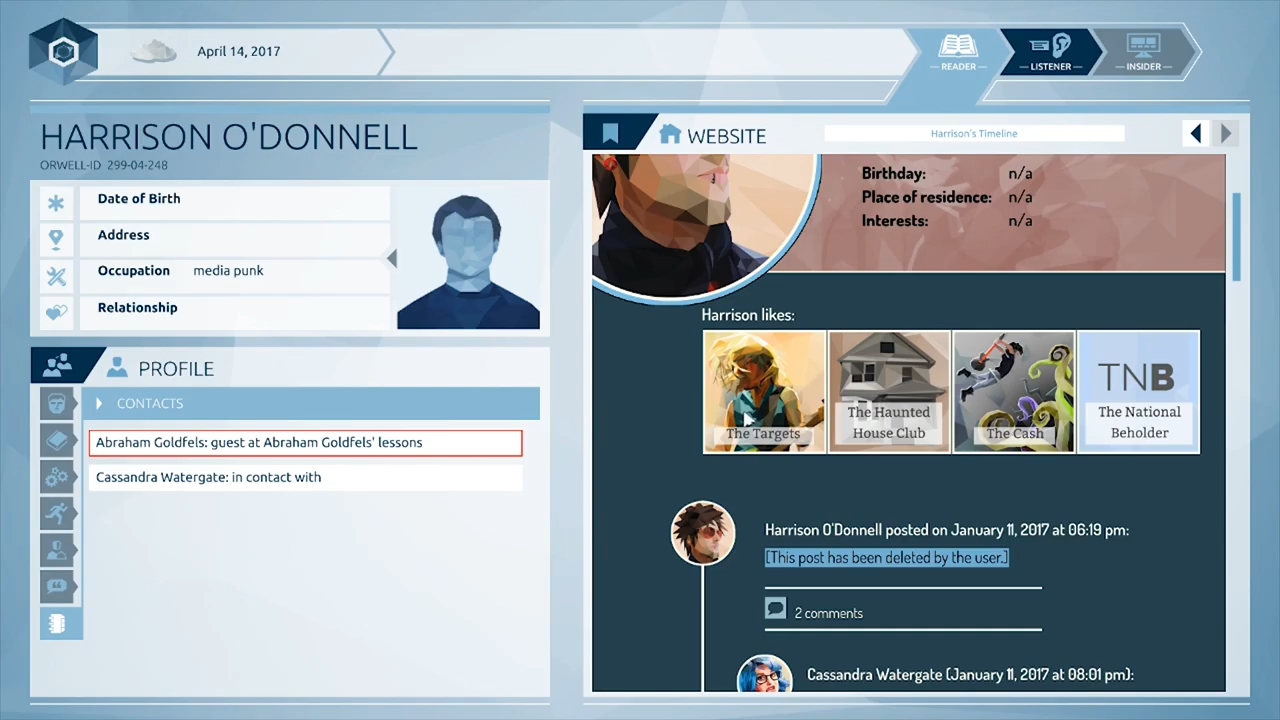 April 14, 2017
READER
LISTENER
INSIDER
HARRISON O'DONNELL
ORWELL-ID 299-04-248
Date of Birth
Address
Occupation media punk
Relationship
PROFILE
CONTACTS
Abraham Goldfels: guest at Abraham Goldfels' lessons
Cassandra Watergate: in contact with
WEBSITE
Harrison's Timeline
Birthday: n/a
Place of residence: n/a
Interests: n/a
Harrison likes:
The Targets
The Haunted
House Club
The Cash
TNB
The National
Beholder
Harrison O'Donnell posted on January 11, 2017 at 06:19 pm:
[This post has been deleted by the user.]
2 comments
Cassandra Watergate (January 11, 2017 at 08:01 pm):